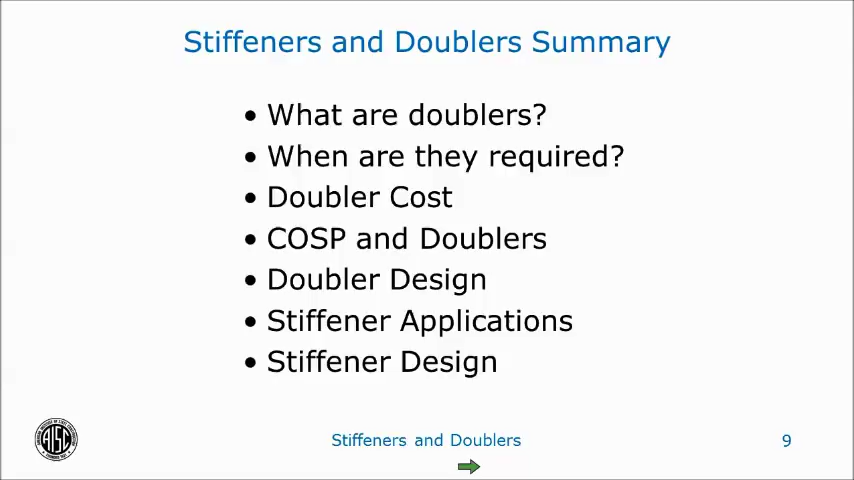 Stiffeners and Doublers Summary
• What are doublers?
• When are they required?
• Doubler Cost
• COSP and Doublers
• Doubler Design
• Stiffener Applications
• Stiffener Design
AISC
Stiffeners and Doublers
9